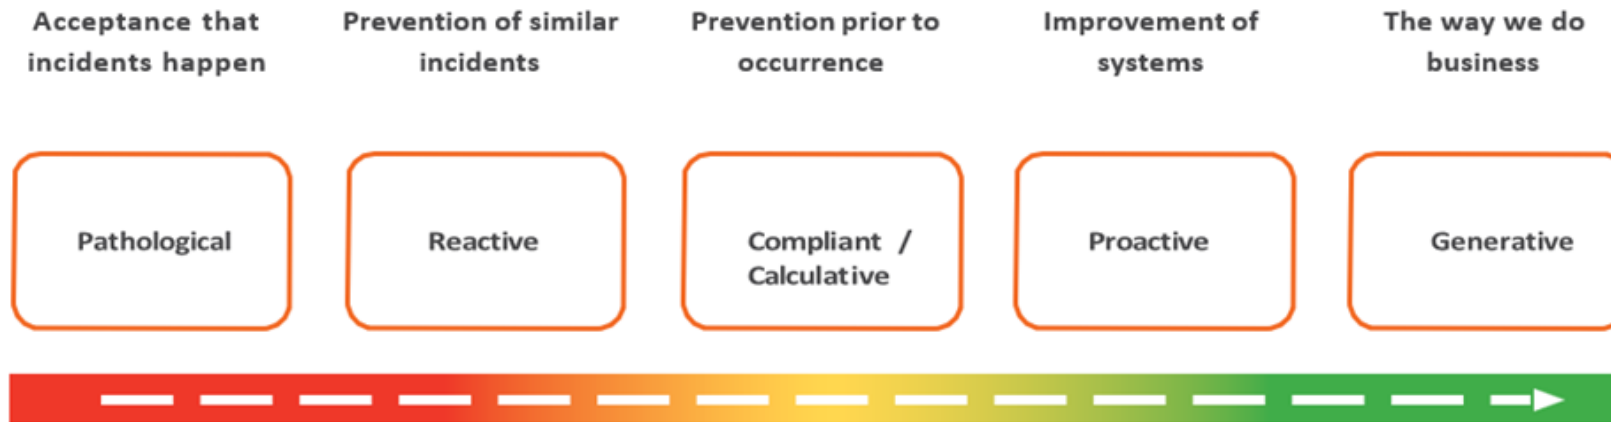 Acceptance that
incidents happen
Prevention of similar
incidents
Prevention prior to
occurrence
Improvement of
systems
The way we do
business
Pathological
Reactive
Compliant /
Calculative
Proactive
Generative